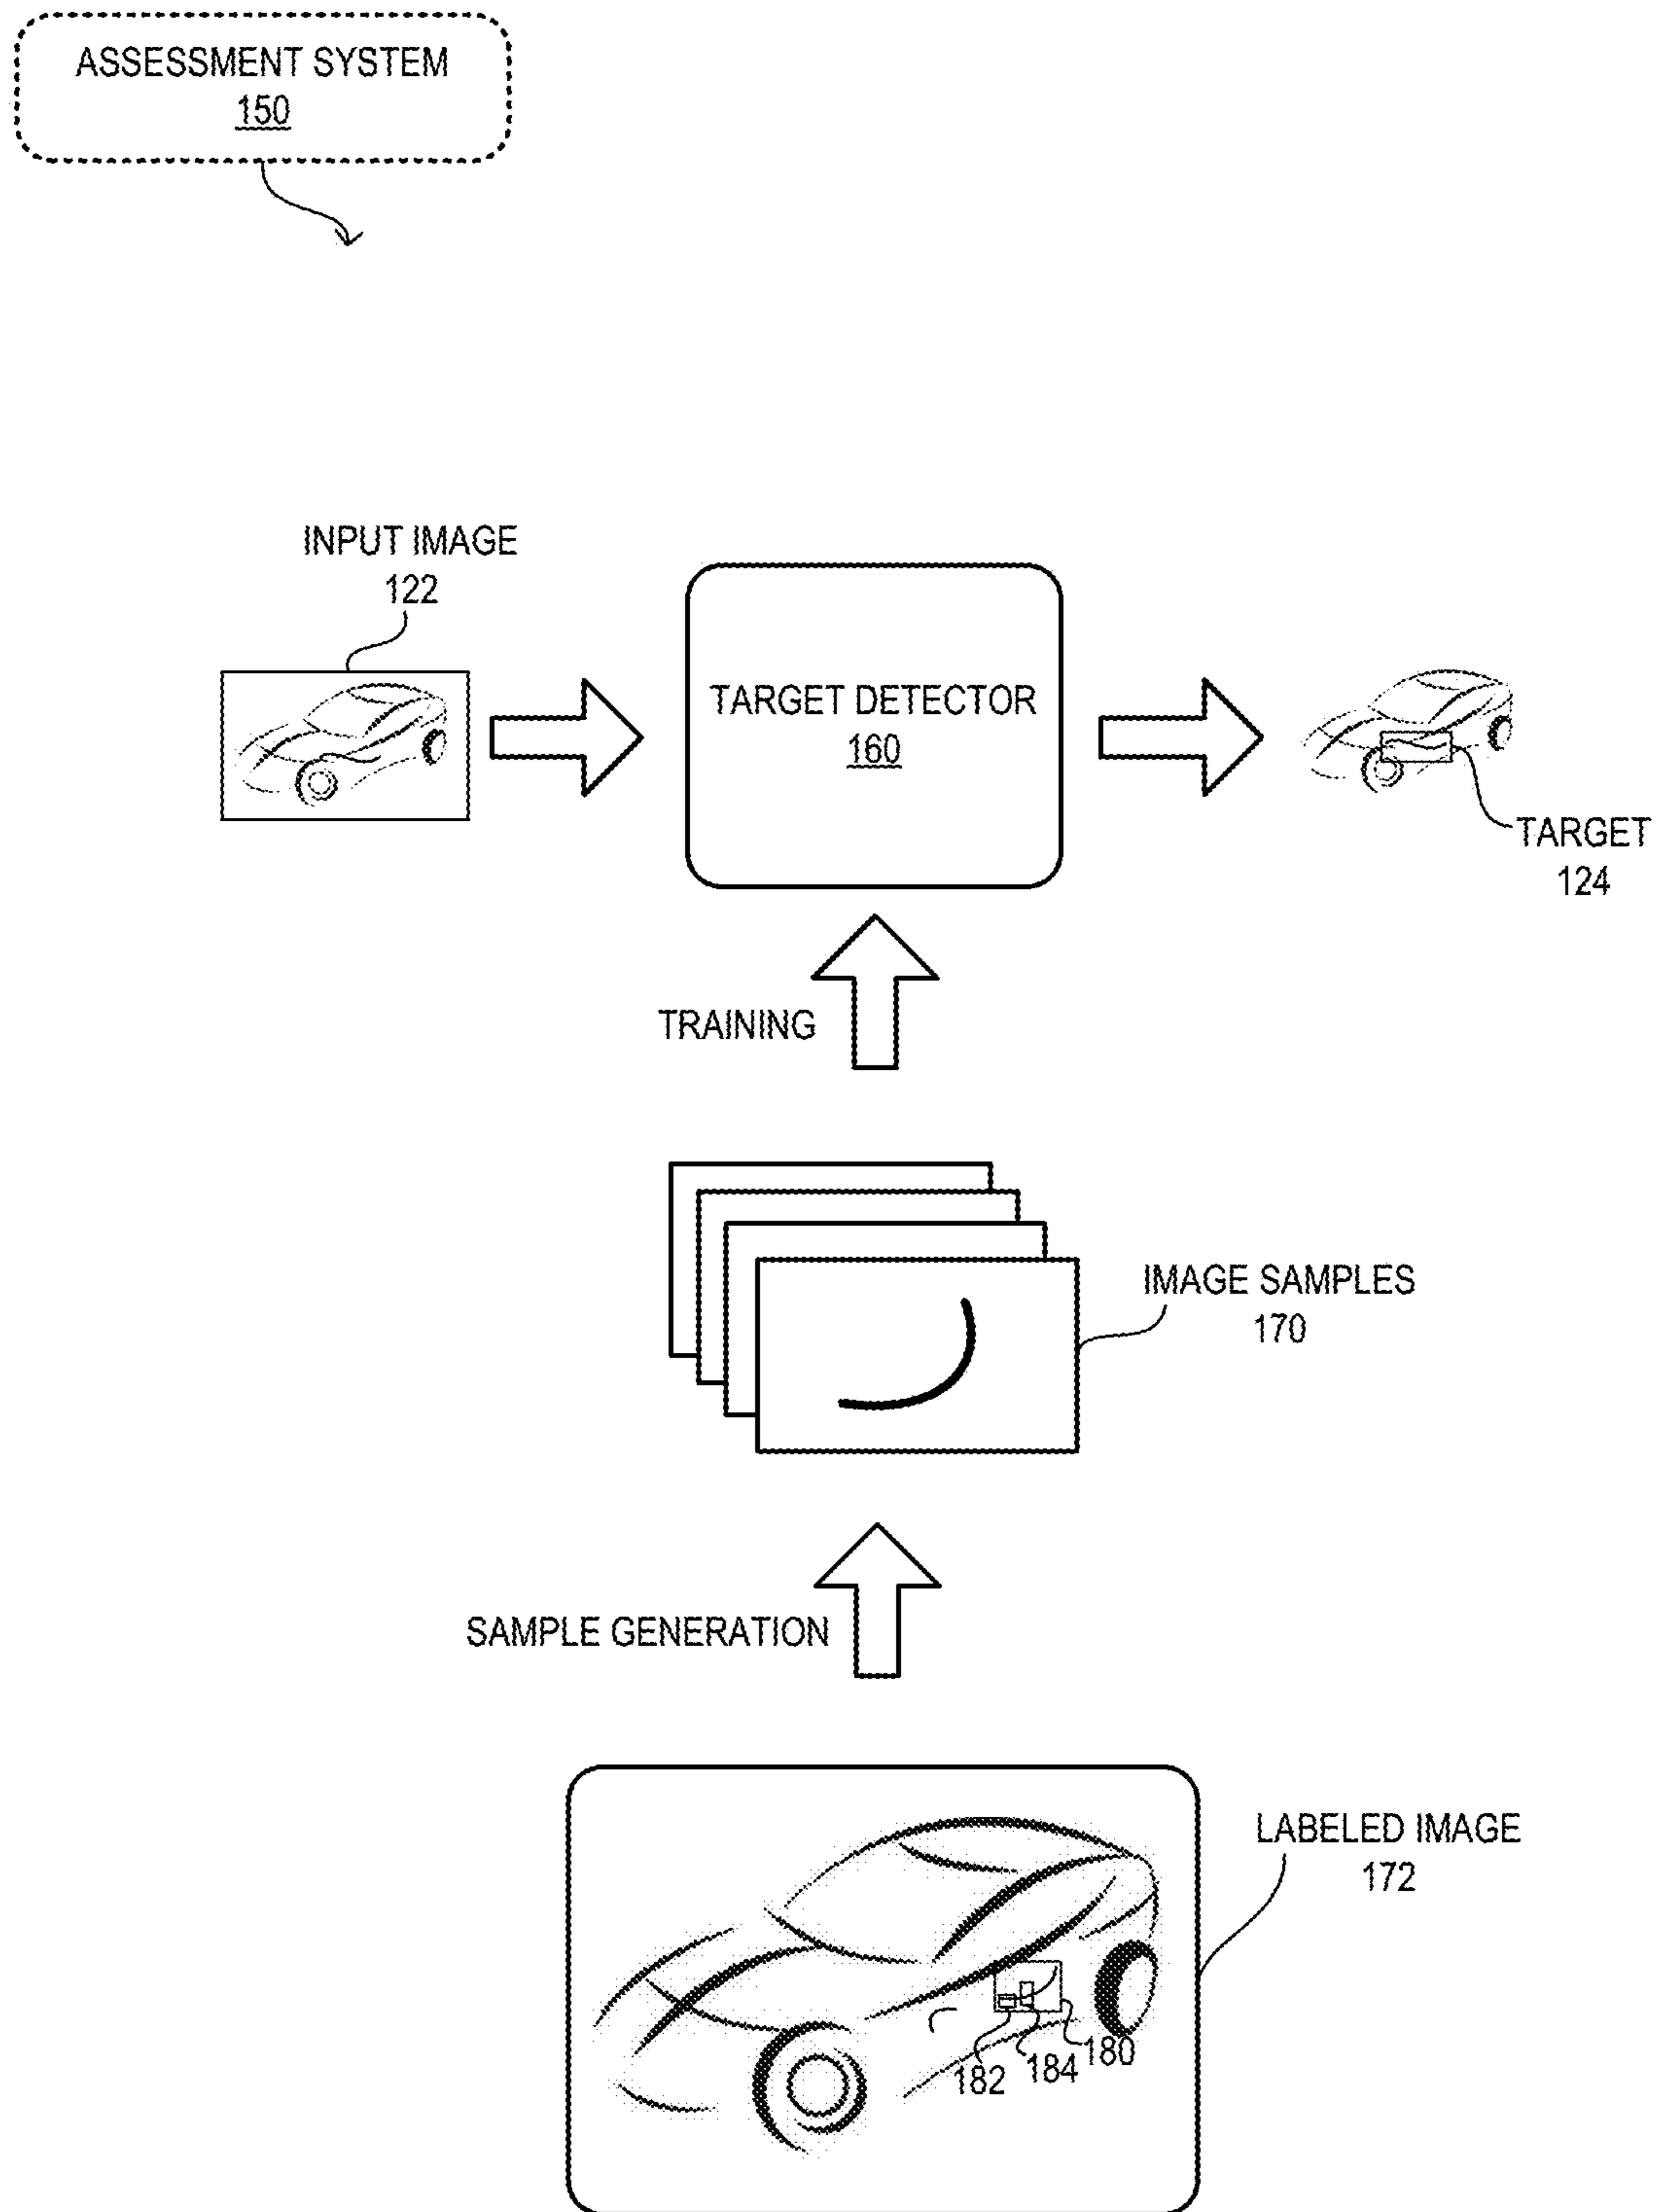 ASSESSMENT SYSTEM
150
INPUT IMAGE
122
TARGET DETECTOR
160
TARGET
124
TRAINING
IMAGE SAMPLES
170
SAMPLE GENERATION
LABELED IMAGE
172
182 184 180